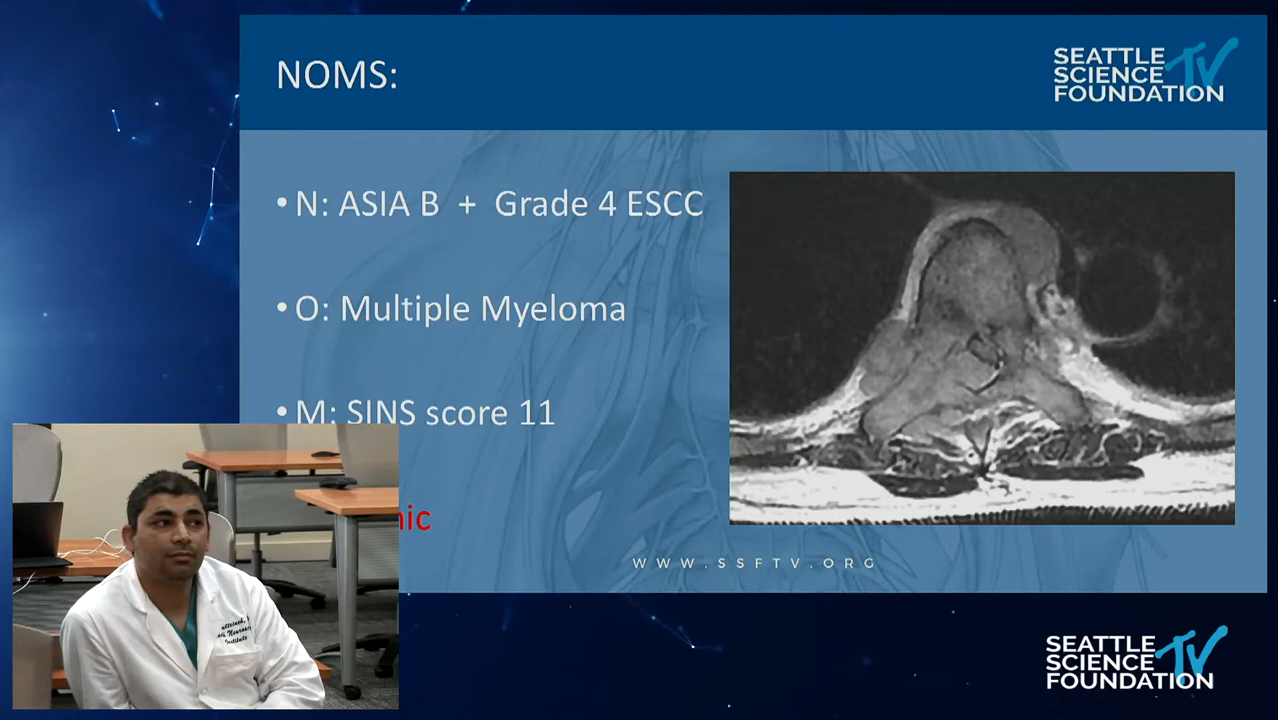 NOMS:
SEATTLE
SCIENCE TV
FOUNDATION
• N: ASIA B + Grade 4 ESCC
• O: Multiple Myeloma
• M: SINS score 11
WWW.SSFTV.ORG
Institute
SEATTLE
SCIENCE TV
FOUNDATION